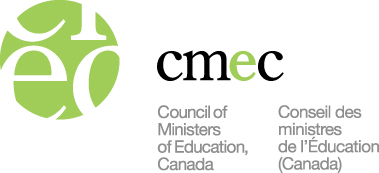 cmec
Council of
Ministers
of Education,
Canada
Conseil des
ministres
de l'Éducation
(Canada)